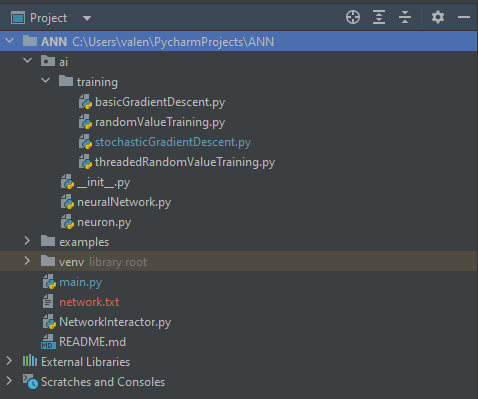 Project
ANN C:\Users\valen\PycharmProjects\ANN
ai
training
basicGradientDescent.py
randomValueTraining.py
stochasticGradientDescent.py
threadedRandomValueTraining.py
__init__.py
neuralNetwork.py
neuron.py
examples
venv library root
main.py
network.txt
NetworkInteractor.py
MD README.md
External Libraries
Scratches and Consoles